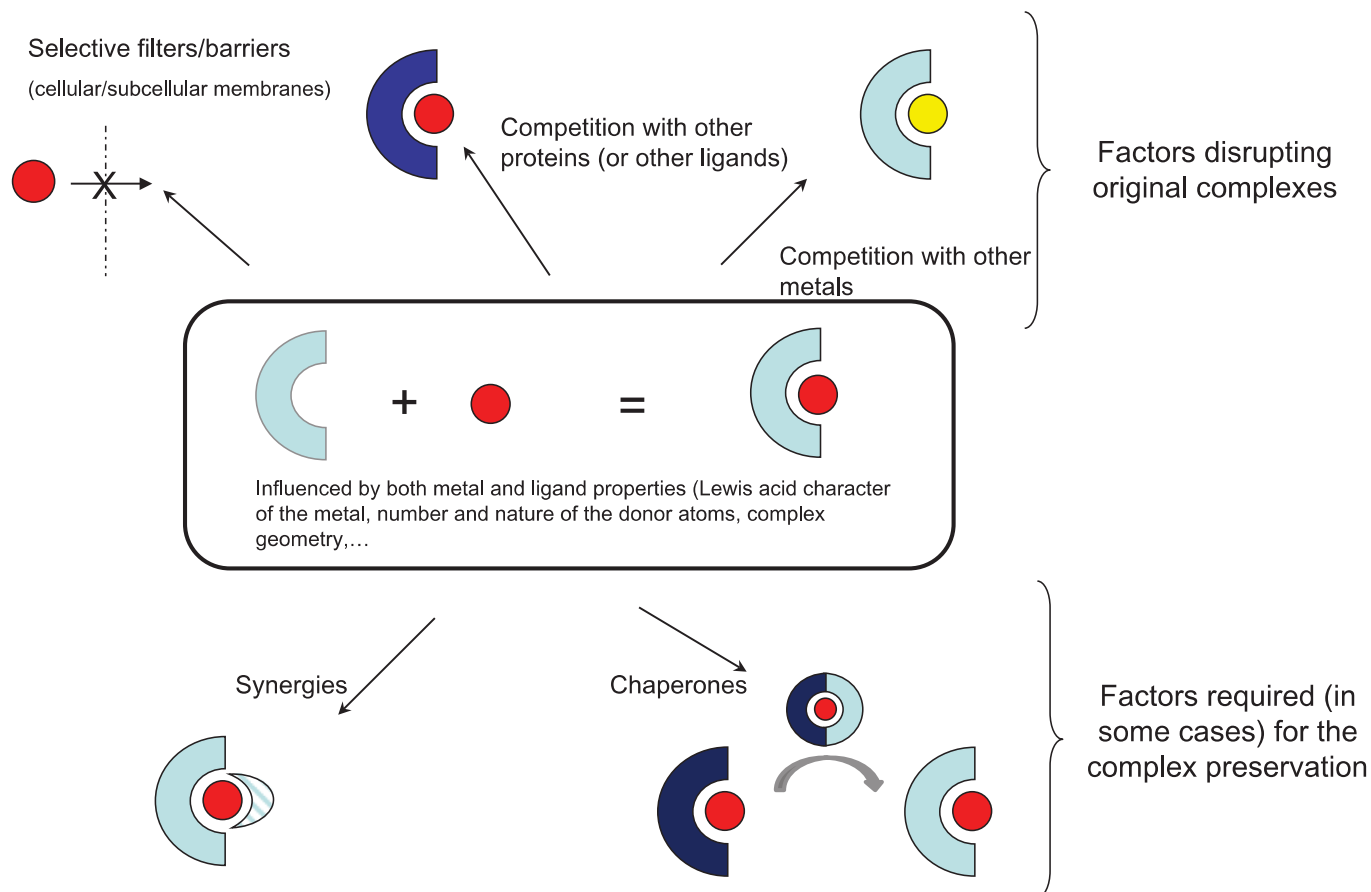 Selective filters/barriers
(cellular/subcellular membranes)
X
Competition with other
proteins (or other ligands)
Competition with other
metals
Factors disrupting
original complexes
+
=
Influenced by both metal and ligand properties (Lewis acid character
of the metal, number and nature of the donor atoms, complex
geometry,…
Synergies
Chaperones
Factors required (in
some cases) for the
complex preservation